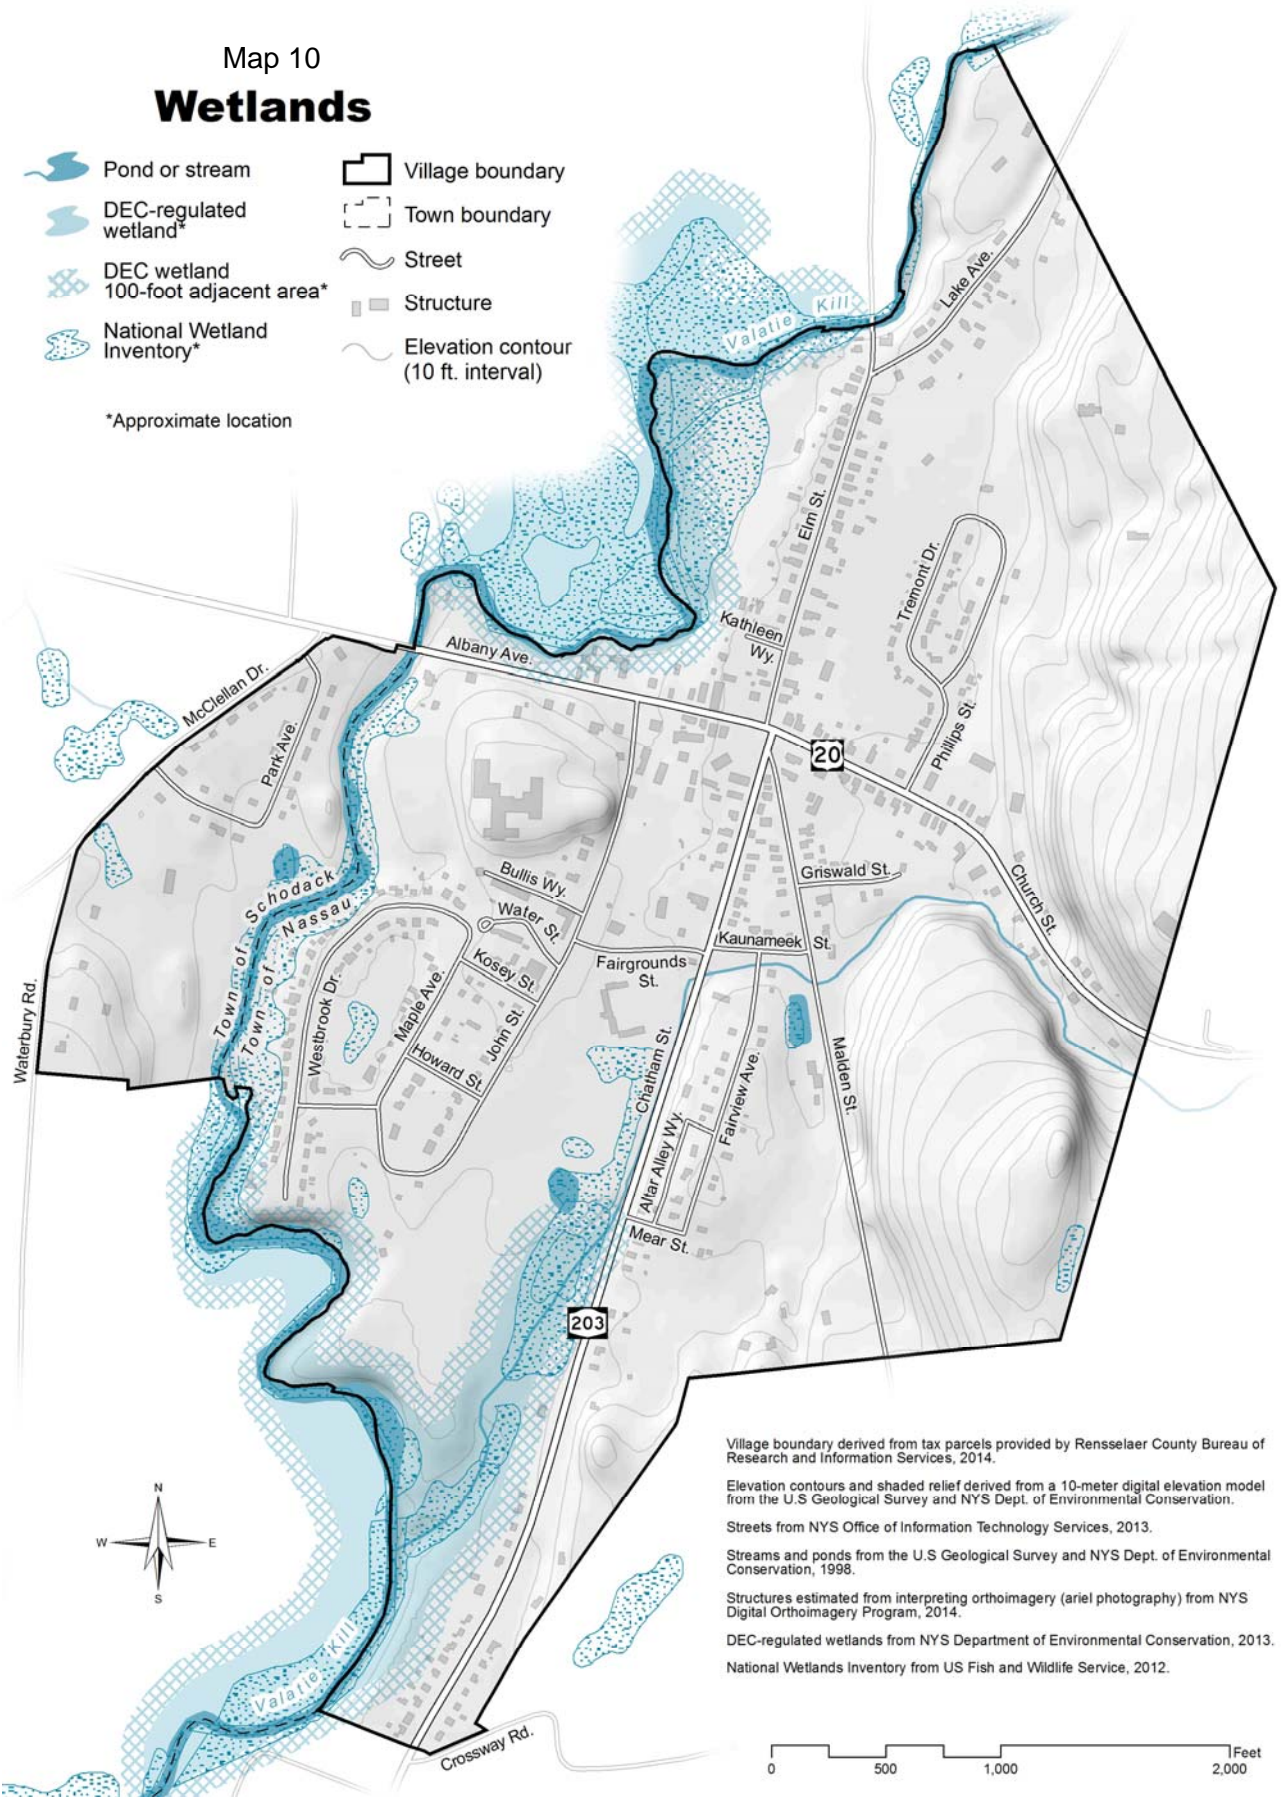 Map 10
Wetlands
Pond or stream
DEC-regulated
wetland*
DEC wetland
100-foot adjacent area*
National Wetland
Inventory*
Village boundary
Town boundary
Street
Structure
Elevation contour
(10 ft. interval)
*Approximate location
Valatie Kill
Lake Ave.
Elm St.
Tremont Dr.
Kathleen
Wy.
Albany Ave.
McClellan Dr.
Park Ave.
Phillips St.
20
Bullis Wy.
Griswald St.
Church St.
Town of Schodack
Town of Nassau
Water St.
Kaunameek St.
Fairgrounds
St.
Kosey St.
Westbrook Dr.
Maple Ave.
John St.
Howard St.
Waterbury Rd.
Chatham St.
Malden St.
Fairview Ave.
Altar Alley Wy.
Mear St.
203
Valatie Kill
Crossway Rd.
N
W
E
S
Village boundary derived from tax parcels provided by Rensselaer County Bureau of
Research and Information Services, 2014.
Elevation contours and shaded relief derived from a 10-meter digital elevation model
from the U.S Geological Survey and NYS Dept. of Environmental Conservation.
Streets from NYS Office of Information Technology Services, 2013.
Streams and ponds from the U.S Geological Survey and NYS Dept. of Environmental
Conservation, 1998.
Structures estimated from interpreting orthoimagery (ariel photography) from NYS
Digital Orthoimagery Program, 2014.
DEC-regulated wetlands from NYS Department of Environmental Conservation, 2013.
National Wetlands Inventory from US Fish and Wildlife Service, 2012.
Feet
0
500
1,000
2,000